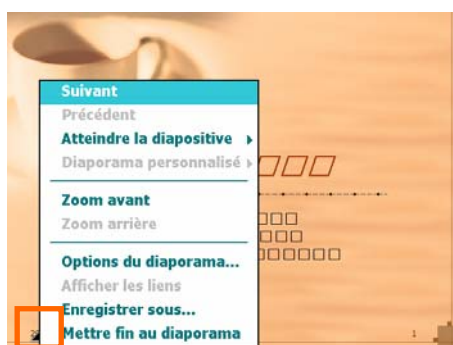 Suivant
Précédent
Atteindre la diapositive
Diaporama personnalisé
Zoom avant
Zoom arrière
Options du diaporama...
Afficher les liens
Enregistrer sous...
Mettre fin au diaporama
1